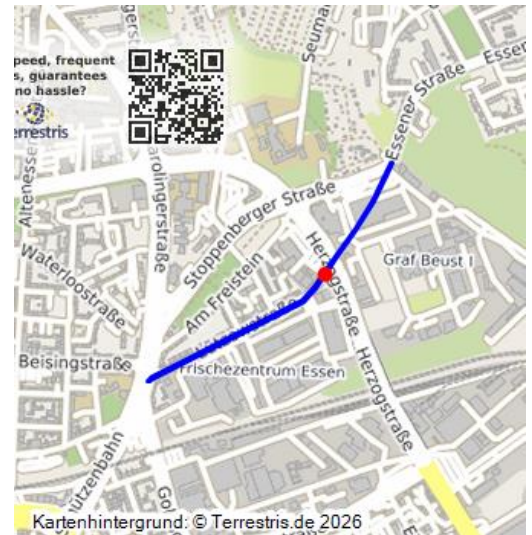 peed, frequent
s, guarantees
no hassle?
errestris
Seuma
Essener Straße
Essen
Altenesse
arolingerstraße
Stoppenberger Straße
Waterloostraße
Am Freistein
Herzogstraße
Graf Beust I
Beisingstraße
Frischezentrum Essen
Herzogstraße
ützenbahn
Go
Kartenhintergrund: © Terrestris.de 2026